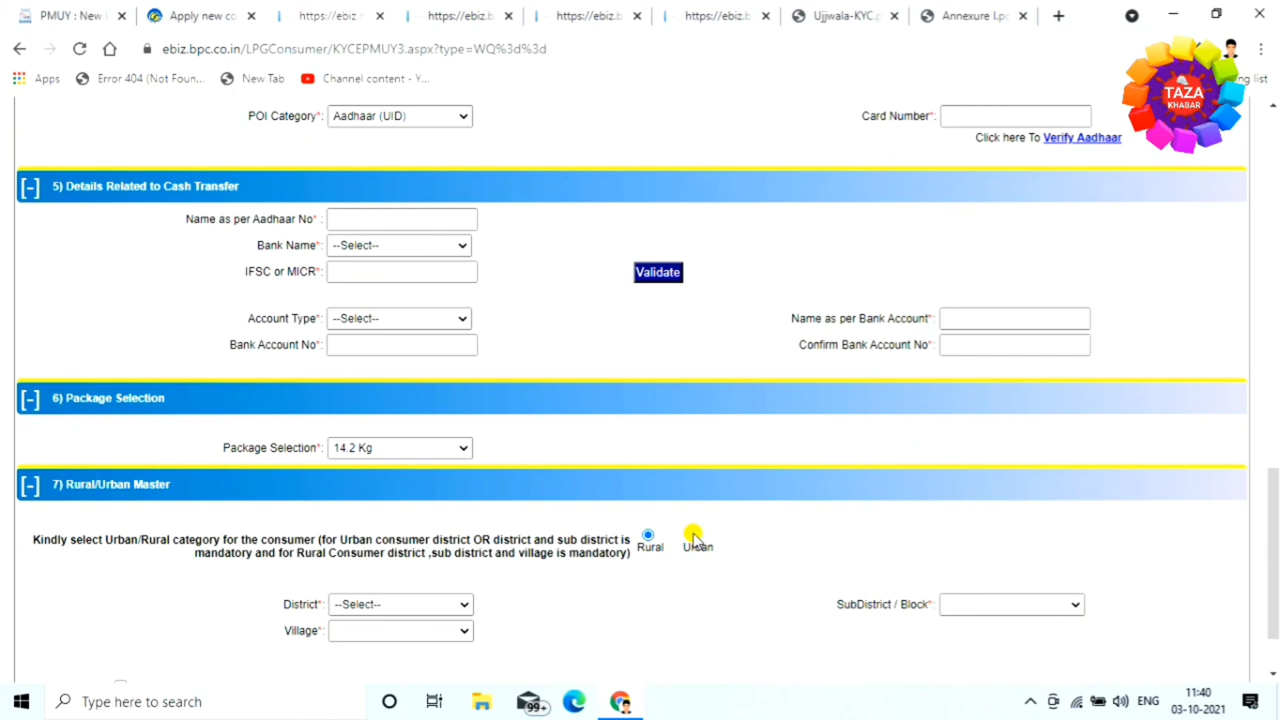 PMUY : New L
Apply new co
https://ebiz.c
https://ebiz.b
https://ebiz.b
https://ebiz.b
Ujjwala-KYC.p
Annexure I.po
ebiz.bpc.co.in/LPGConsumer/KYCEPMUY3.aspx?type=WQ%3d%3d
Apps
Error 404 (Not Foun...
New Tab
Channel content - Y...
ng list
TAZA
KHABAR
POI Category*:
Aadhaar (UID)
Card Number*:
Click here To Verify Aadhaar
[-] 5) Details Related to Cash Transfer
Name as per Aadhaar No* :
Bank Name*: --Select--
IFSC or MICR*:
Validate
Account Type*: --Select--
Name as per Bank Account*:
Bank Account No*:
Confirm Bank Account No*:
[-] 6) Package Selection
Package Selection*: 14.2 Kg
[-] 7) Rural/Urban Master
Kindly select Urban/Rural category for the consumer (for Urban consumer district OR district and sub district is
mandatory and for Rural Consumer district ,sub district and village is mandatory)
Rural
Urban
District*: --Select--
SubDistrict / Block*:
Village*:
Type here to search
99+
ENG
11:40
03-10-2021